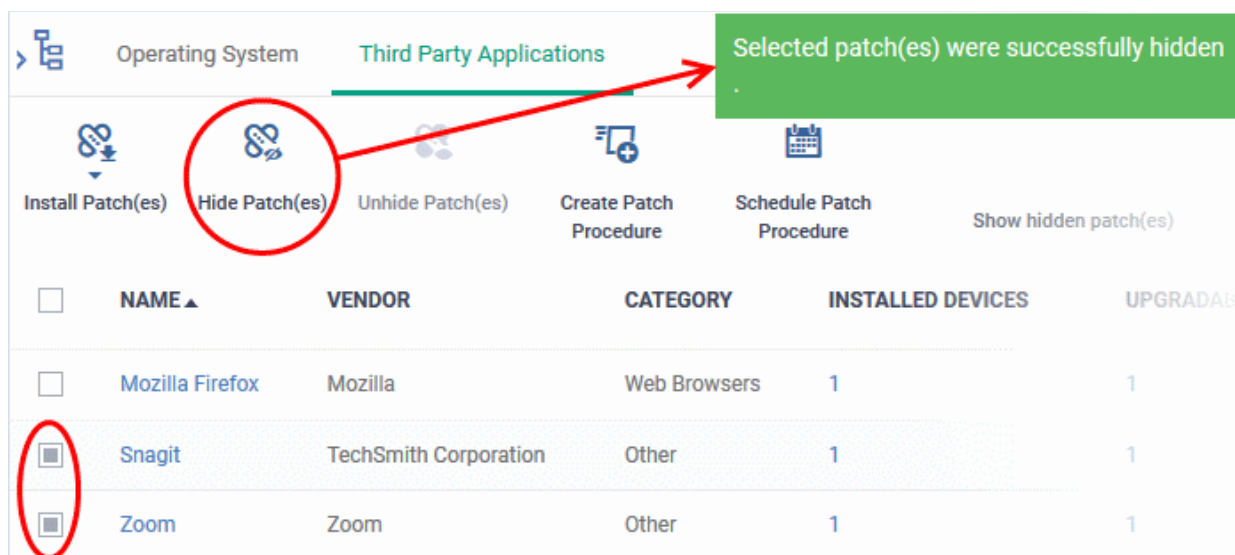 Operating System
Third Party Applications
Selected patch(es) were successfully hidden
.
Install Patch(es)
Hide Patch(es)
Unhide Patch(es)
Create Patch
Procedure
Schedule Patch
Procedure
Show hidden patch(es)
NAME VENDOR CATEGORY INSTALLED DEVICES
Mozilla Firefox Mozilla Web Browsers 1 1
Snagit TechSmith Corporation Other 1 1
Zoom Zoom Other 1 1